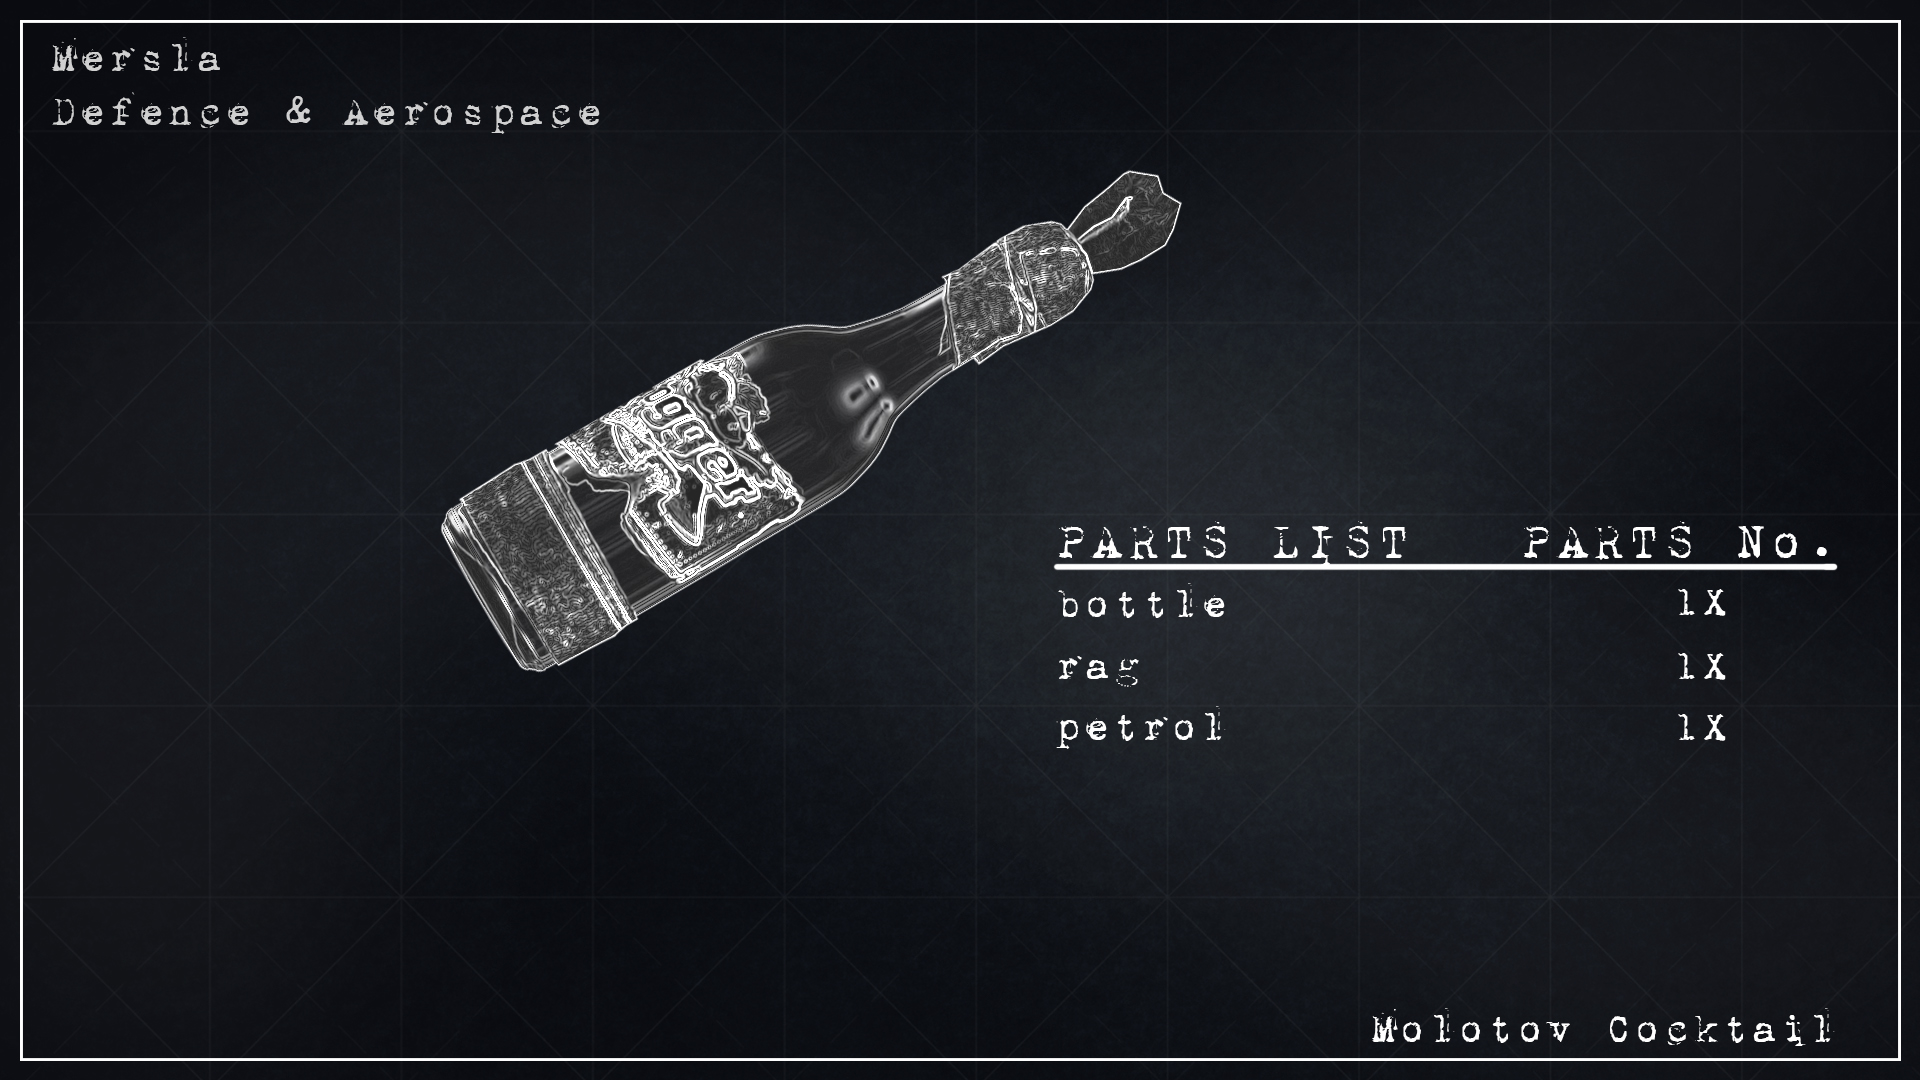 Mersla
Defence & Aerospace
PARTS LIST PARTS No.
bottle 1X
rag 1X
petrol 1X
Molotov Cocktail